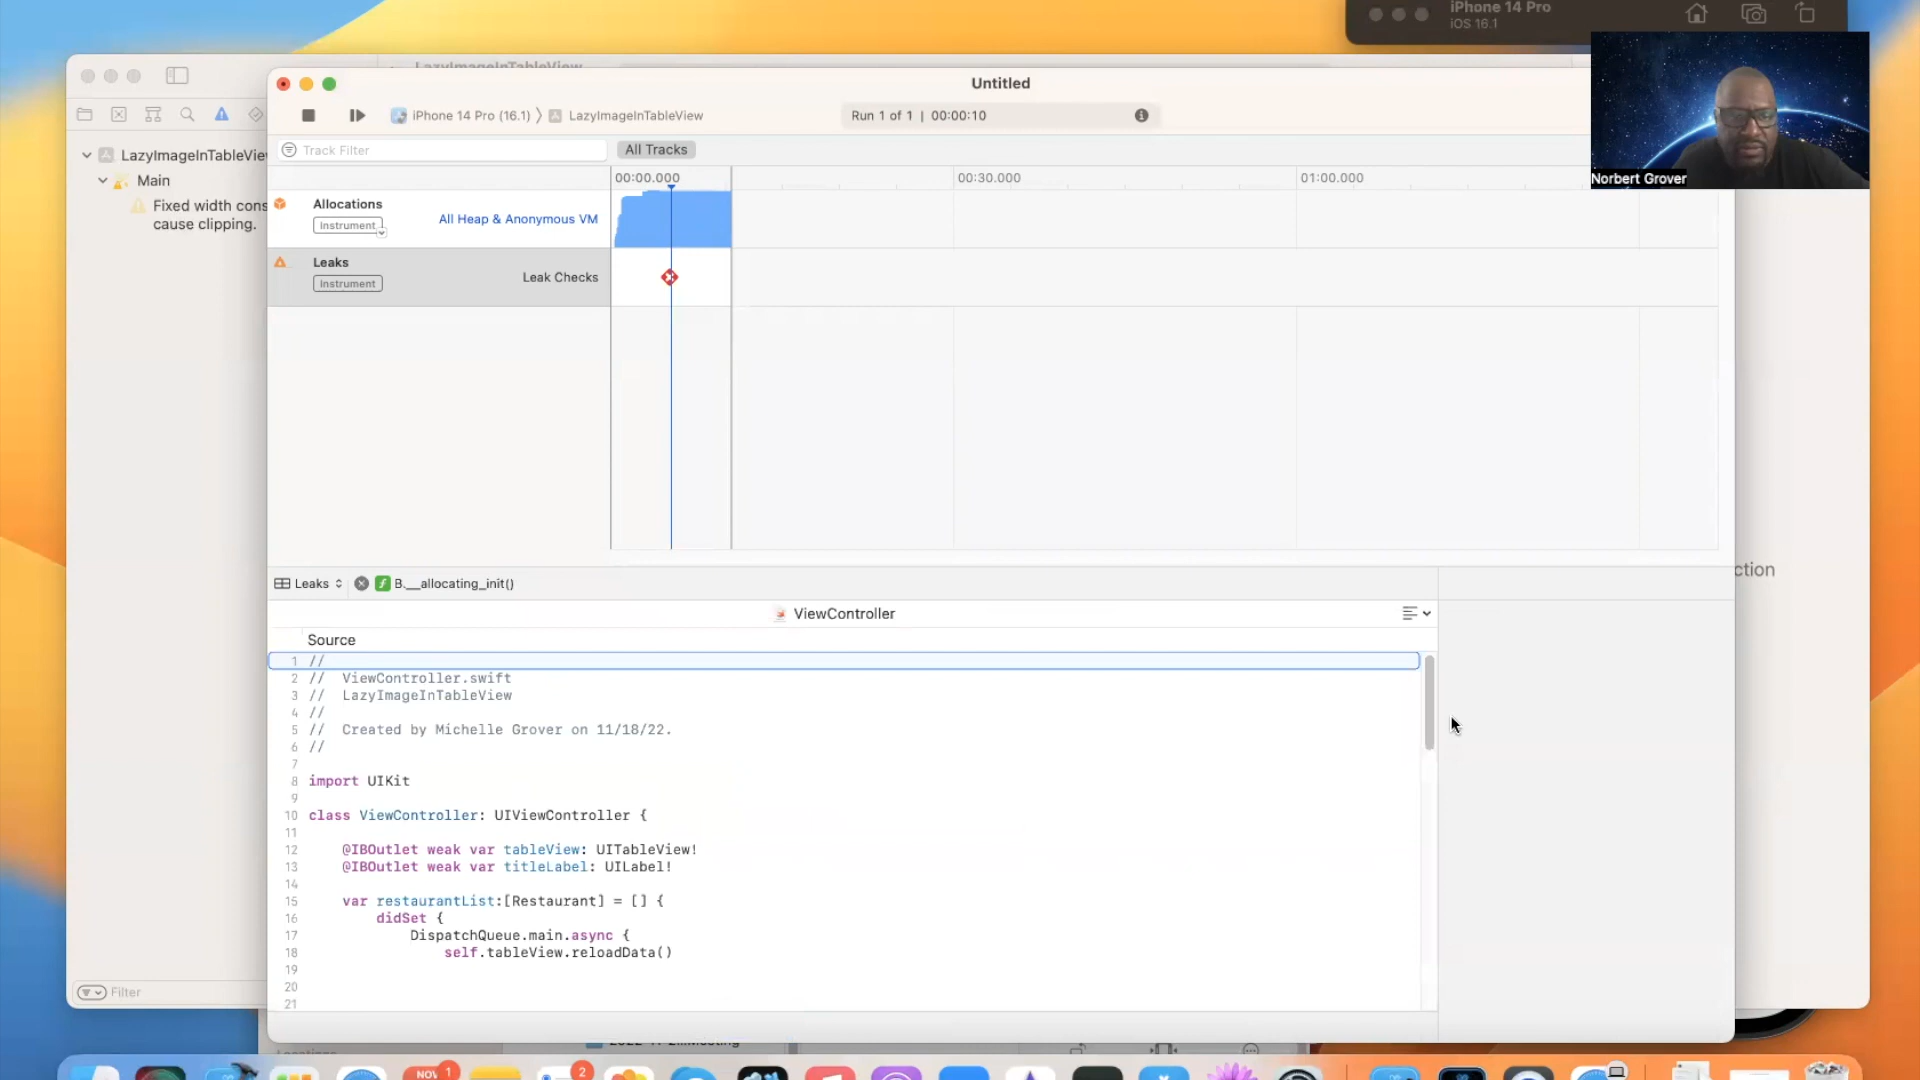 iPhone 14 Pro
iOS 16.1
LazyImageInTableView
Untitled
iPhone 14 Pro (16.1) 〉 LazyImageInTableView
Run 1 of 1 | 00:00:10
Track Filter
All Tracks
Norbert Grover
LazyImageInTableVie
Main
Fixed width cons
cause clipping.
00:00.000
00:30.000
01:00.000
Allocations
Instrument
All Heap & Anonymous VM
Leaks
Instrument
Leak Checks
ction
Leaks
B.__allocating_init()
ViewController
Source
1 //
2 //  ViewController.swift
3 //  LazyImageInTableView
4 //
5 //  Created by Michelle Grover on 11/18/22.
6 //
7
8 import UIKit
9
10 class ViewController: UIViewController {
11
12     @IBOutlet weak var tableView: UITableView!
13     @IBOutlet weak var titleLabel: UILabel!
14
15     var restaurantList:[Restaurant] = [] {
16         didSet {
17             DispatchQueue.main.async {
18                 self.tableView.reloadData()
19
20
21
Filter
NOV 1
2